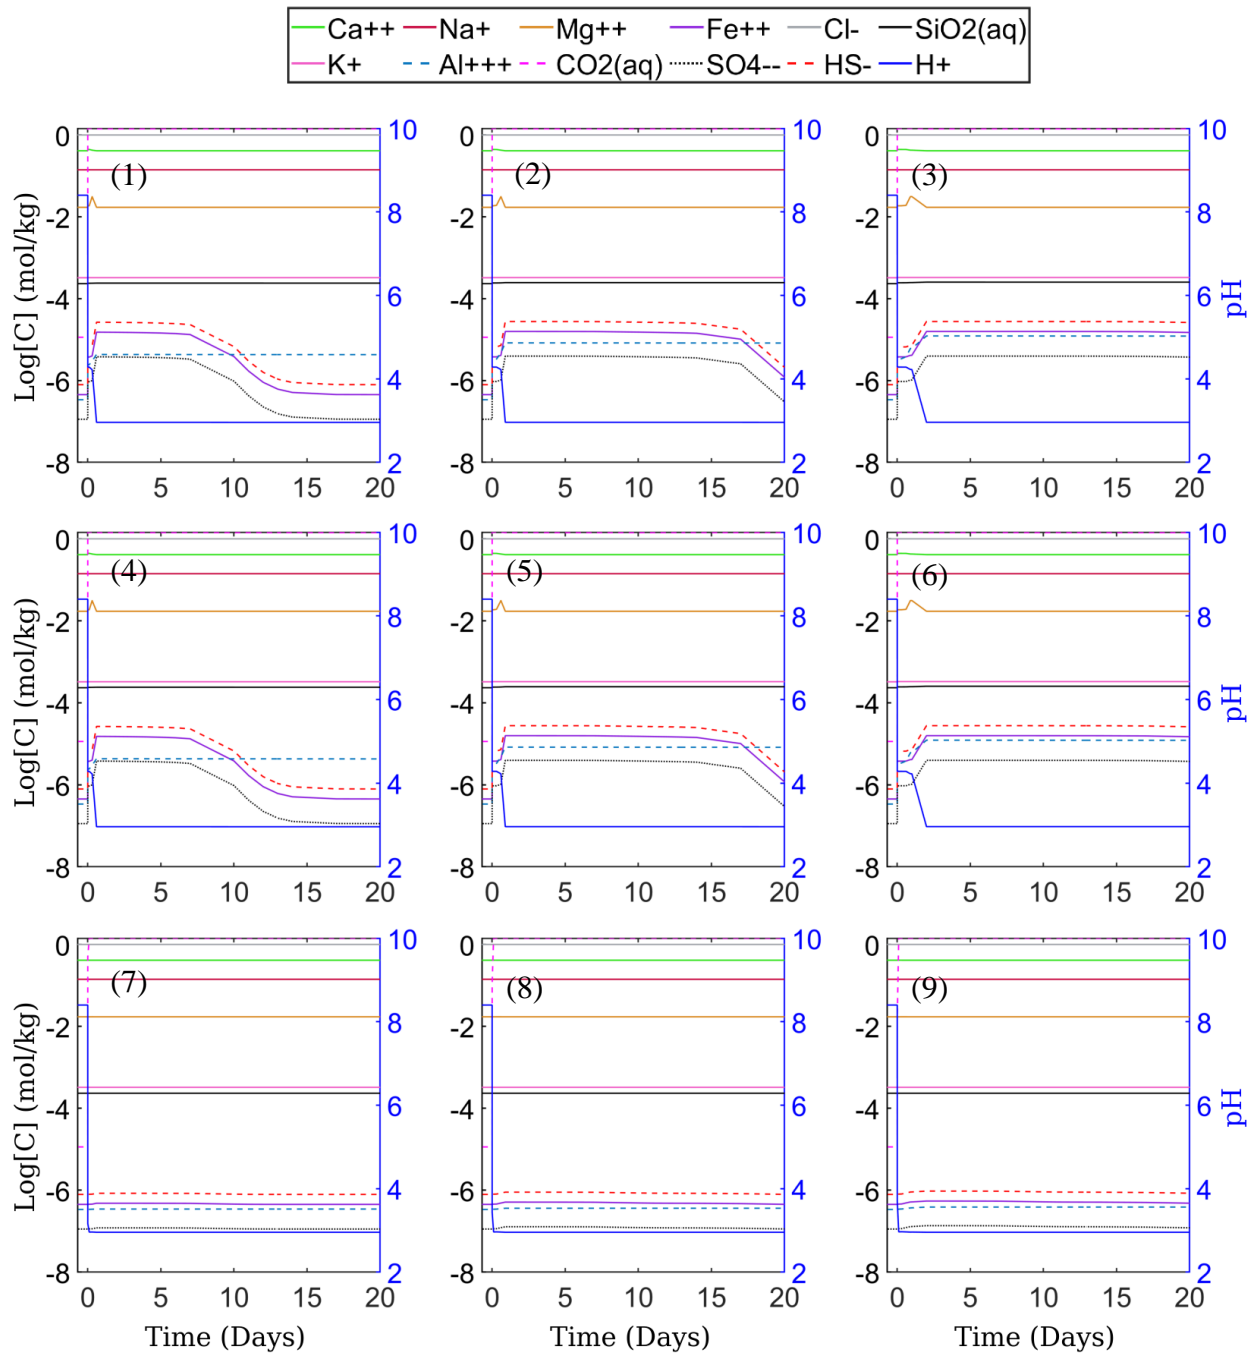 Ca++ Na+ Mg++ Fe++ Cl- SiO2(aq)
K+ Al+++ CO2(aq) SO4-- HS- H+
0 10 0 10 0 10
(1) (2) (3)
-2 8 -2 8 -2 8
Log[C] (mol/kg)
-4 6 -4 6 -4 6
pH
-6 4 -6 4 -6 4
-8 2 -8 2 -8 2
0 5 10 15 20 0 5 10 15 20 0 5 10 15 20
0 10 0 10 0 10
(4) (5) (6)
-2 8 -2 8 -2 8
Log[C] (mol/kg)
-4 6 -4 6 -4 6
pH
-6 4 -6 4 -6 4
-8 2 -8 2 -8 2
0 5 10 15 20 0 5 10 15 20 0 5 10 15 20
0 10 0 10 0 10
(7) (8) (9)
-2 8 -2 8 -2 8
Log[C] (mol/kg)
-4 6 -4 6 -4 6
pH
-6 4 -6 4 -6 4
-8 2 -8 2 -8 2
0 5 10 15 20 0 5 10 15 20 0 5 10 15 20
Time (Days) Time (Days) Time (Days)